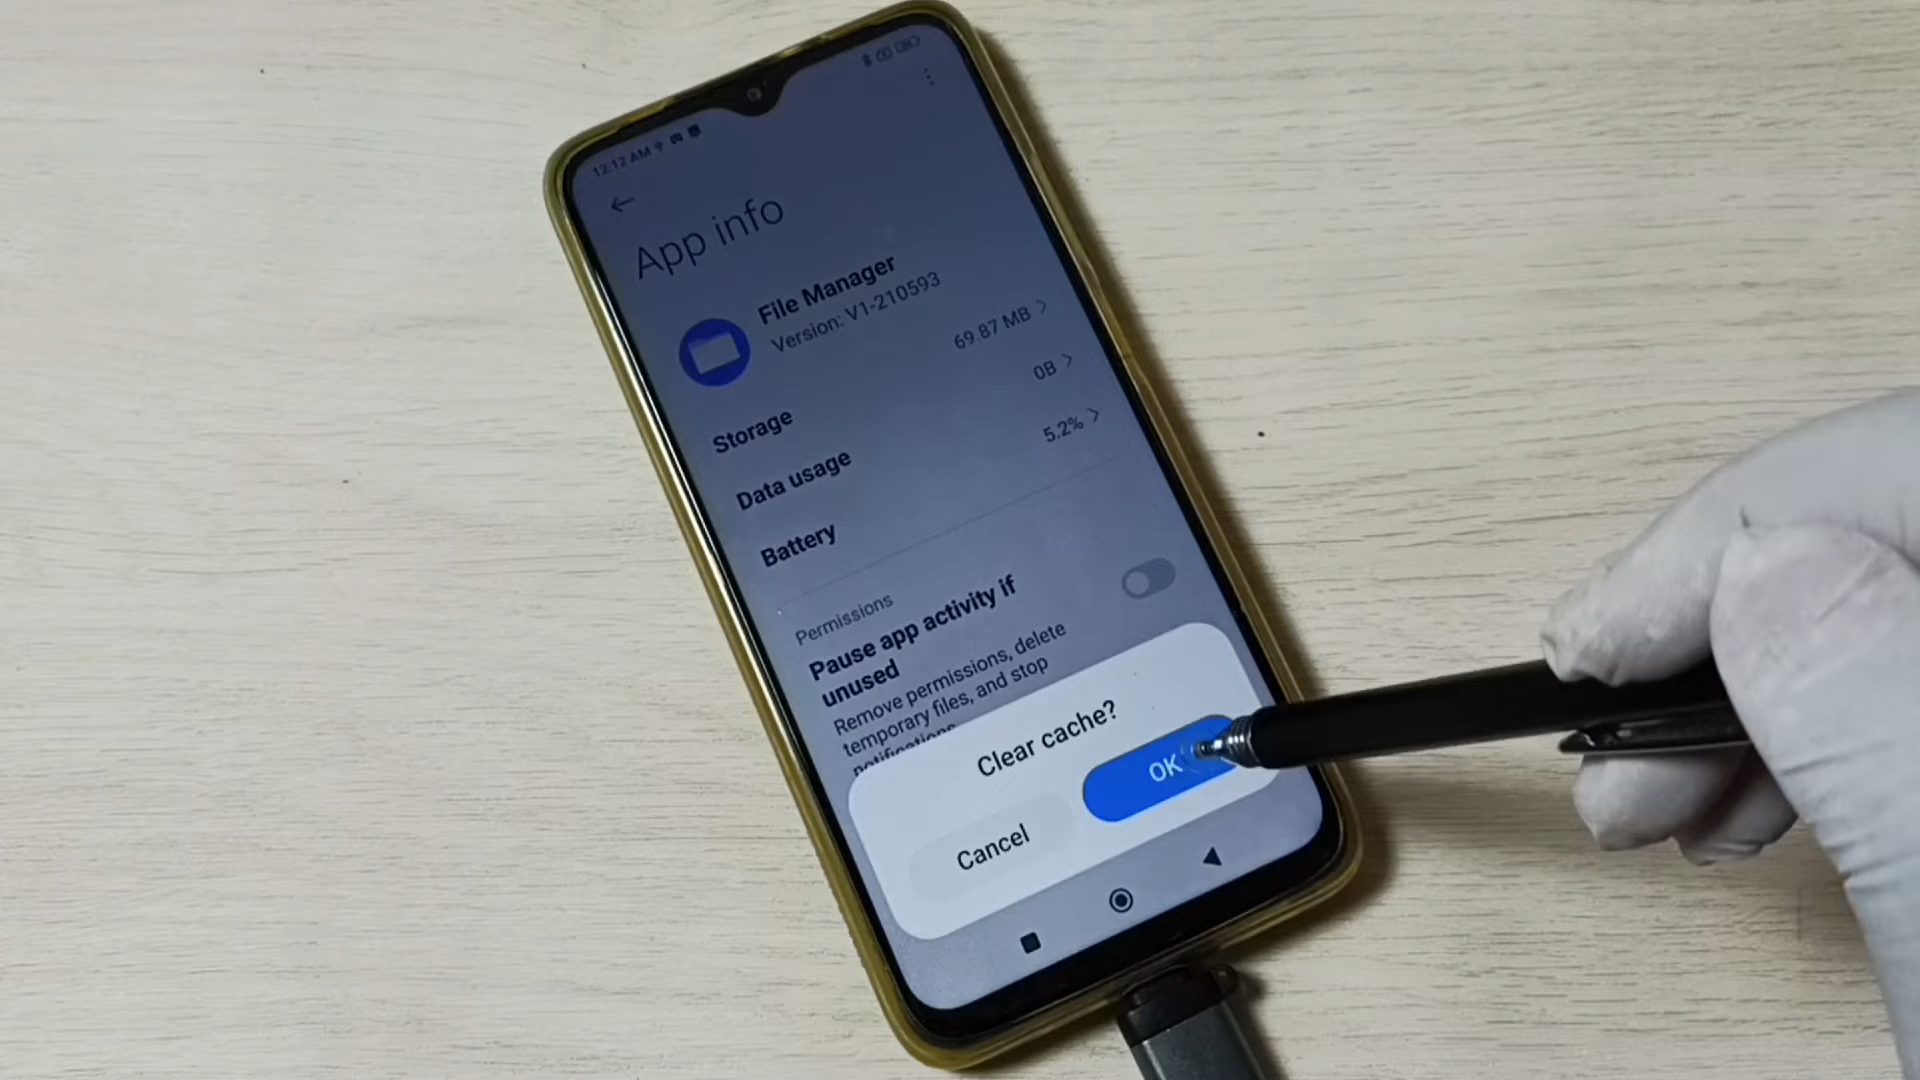 12:12 AM
App info
File Manager
Version: V1-210593
Storage
69.87 MB
Data usage
0B
Battery
5.2%
Permissions
Pause app activity if
unused
Remove permissions, delete
temporary files, and stop
notifications
Clear cache?
Cancel
OK